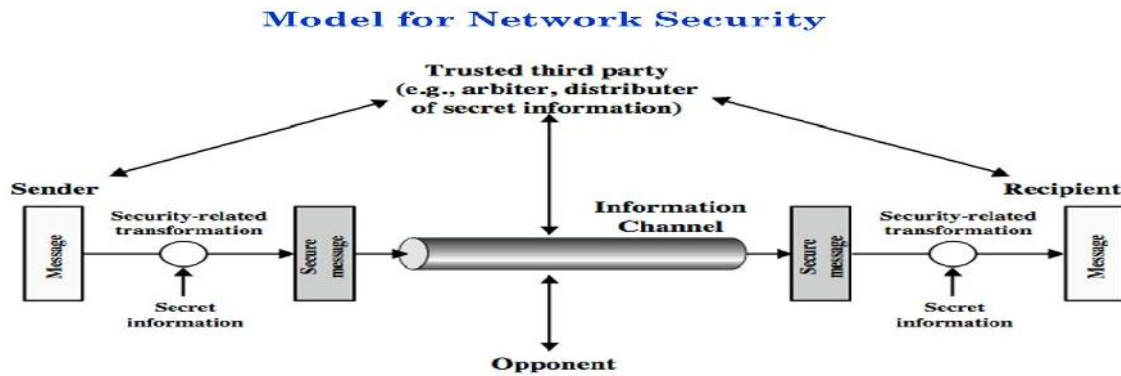 Model for Network Security
Trusted third party
(e.g., arbiter, distributer
of secret information)
Sender
Recipient
Security-related
transformation
Information
Channel
Security-related
transformation
Message
Secure
message
Secure
message
Message
Secret
information
Secret
information
Opponent